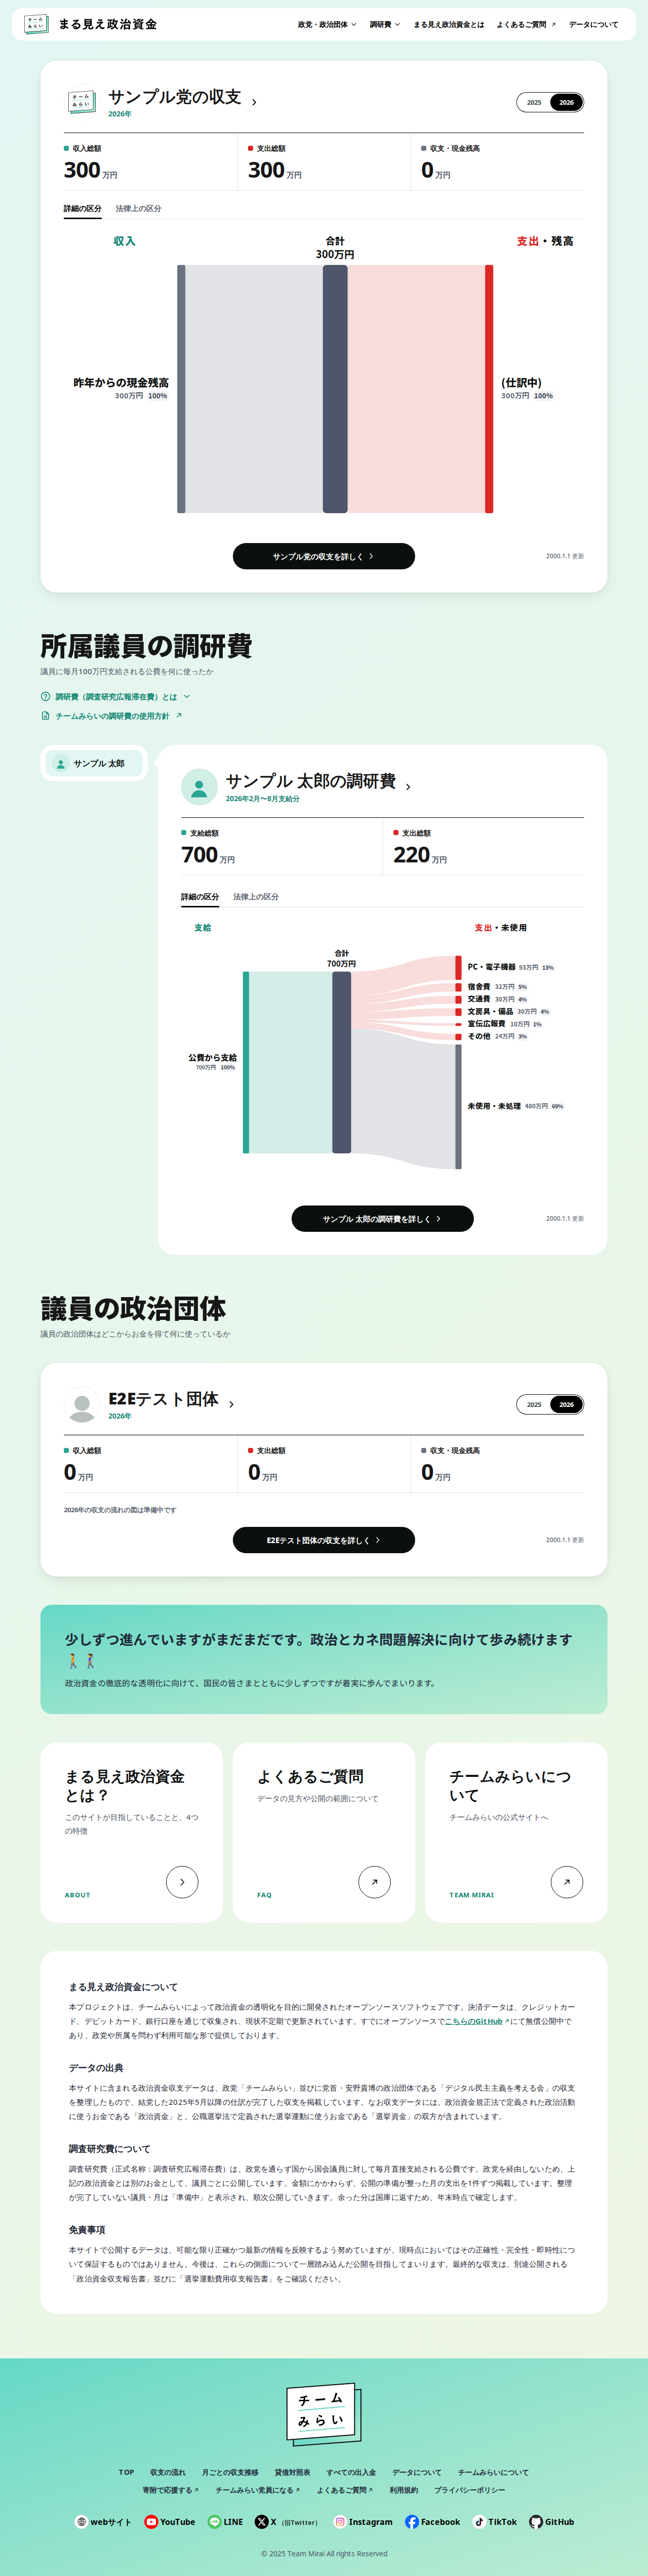 チーム
みらい
まる見え政治資金
政党・政治団体
調研費
まる見え政治資金とは
よくあるご質問
データについて
チーム
みらい
サンプル党の収支
2026年
2025
2026
収入総額
300万円
支出総額
300万円
収支・現金残高
0万円
詳細の区分
法律上の区分
収入
合計
300万円
支出・残高
昨年からの現金残高
300万円 100%
(仕訳中)
300万円 100%
サンプル党の収支を詳しく
2000.1.1 更新
所属議員の調研費
議員に毎月100万円支給される公費を何に使ったか
調研費（調査研究広報滞在費）とは
チームみらいの調研費の使用方針
サンプル 太郎
サンプル 太郎の調研費
2026年2月〜8月支給分
支給総額
700万円
支出総額
220万円
詳細の区分
法律上の区分
支給
支出・未使用
合計
700万円
公費から支給
700万円 100%
PC・電子機器 93万円 13%
宿舎費 32万円 5%
交通費 30万円 4%
文房具・備品 30万円 4%
宣伝広報費 10万円 1%
その他 24万円 3%
未使用・未処理 480万円 69%
サンプル 太郎の調研費を詳しく
2000.1.1 更新
議員の政治団体
議員の政治団体はどこからお金を得て何に使っているか
E2Eテスト団体
2026年
2025
2026
収入総額
0万円
支出総額
0万円
収支・現金残高
0万円
2026年の収支の流れの図は準備中です
E2Eテスト団体の収支を詳しく
2000.1.1 更新
少しずつ進んでいますがまだまだです。政治とカネ問題解決に向けて歩み続けます
🚶🚶‍♀️
政治資金の徹底的な透明化に向けて、国民の皆さまとともに少しずつですが着実に歩んでまいります。
まる見え政治資金
とは？
このサイトが目指していることと、4つ
の特徴
ABOUT
よくあるご質問
データの見方や公開の範囲について
FAQ
チームみらいにつ
いて
チームみらいの公式サイトへ
TEAM MIRAI
まる見え政治資金について
本プロジェクトは、チームみらいによって政治資金の透明化を目的に開発されたオープンソースソフトウェアです。決済データは、クレジットカー
ド、デビットカード、銀行口座を通じて収集され、現状不定期で更新されています。すでにオープンソースでこちらのGitHubにて無償公開中で
あり、政党や所属を問わず利用可能な形で提供しております。
データの出典
本サイトに含まれる政治資金収支データは、政党「チームみらい」並びに党首・安野貴博の政治団体である「デジタル民主主義を考える会」の収支
を整理したもので、結党した2025年5月以降の仕訳が完了した収支を掲載しています。なお収支データには、政治資金規正法で定義された政治活動
に使うお金である「政治資金」と、公職選挙法で定義された選挙運動に使うお金である「選挙資金」の双方が含まれています。
調査研究費について
調査研究費（正式名称：調査研究広報滞在費）は、政党を通らず国から国会議員に対して毎月直接支給される公費です。政党を経由しないため、上
記の政治資金とは別のお金として、議員ごとに公開しています。金額にかかわらず、公開の準備が整った月の支出を1件ずつ掲載しています。整理
が完了していない議員・月は「準備中」と表示され、順次公開していきます。余った分は国庫に返すため、年末時点で確定します。
免責事項
本サイトで公開するデータは、可能な限り正確かつ最新の情報を反映するよう努めていますが、現時点においてはその正確性・完全性・即時性につ
いて保証するものではありません。今後は、これらの側面について一層踏み込んだ公開を目指してまいります。最終的な収支は、別途公開される
「政治資金収支報告書」並びに「選挙運動費用収支報告書」をご確認ください。
チーム
みらい
TOP
収支の流れ
月ごとの収支推移
貸借対照表
すべての出入金
データについて
チームみらいについて
寄附で応援する
チームみらい党員になる
よくあるご質問
利用規約
プライバシーポリシー
webサイト
YouTube
LINE
X（旧Twitter）
Instagram
Facebook
TikTok
GitHub
© 2025 Team Mirai All rights Reserved